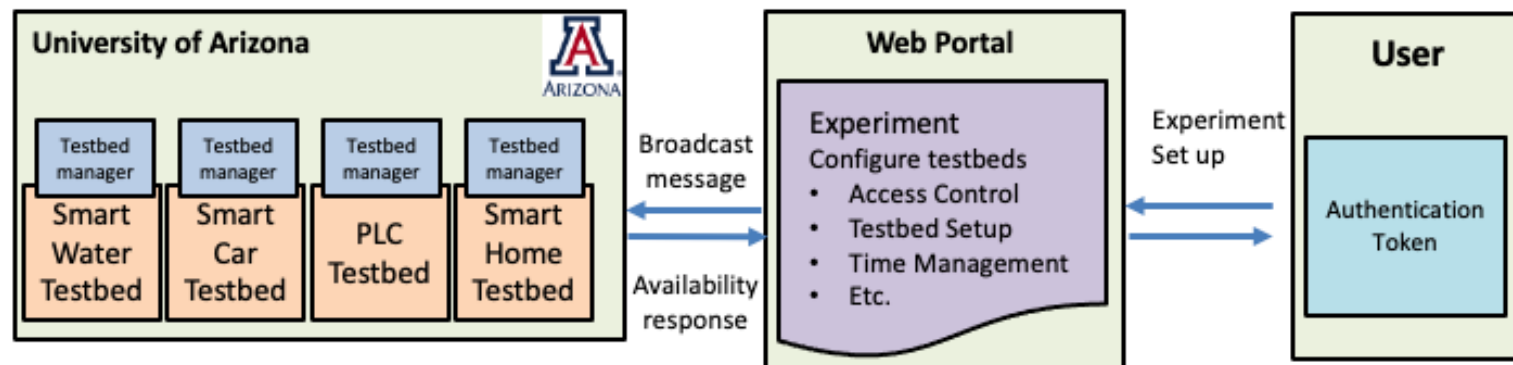 University of Arizona
A
ARIZONA
Testbed
manager
Smart
Water
Testbed
Testbed
manager
Smart
Car
Testbed
Testbed
manager
PLC
Testbed
Testbed
manager
Smart
Home
Testbed
Broadcast
message
Availability
response
Web Portal
Experiment
Configure testbeds
• Access Control
• Testbed Setup
• Time Management
• Etc.
Experiment
Set up
User
Authentication
Token